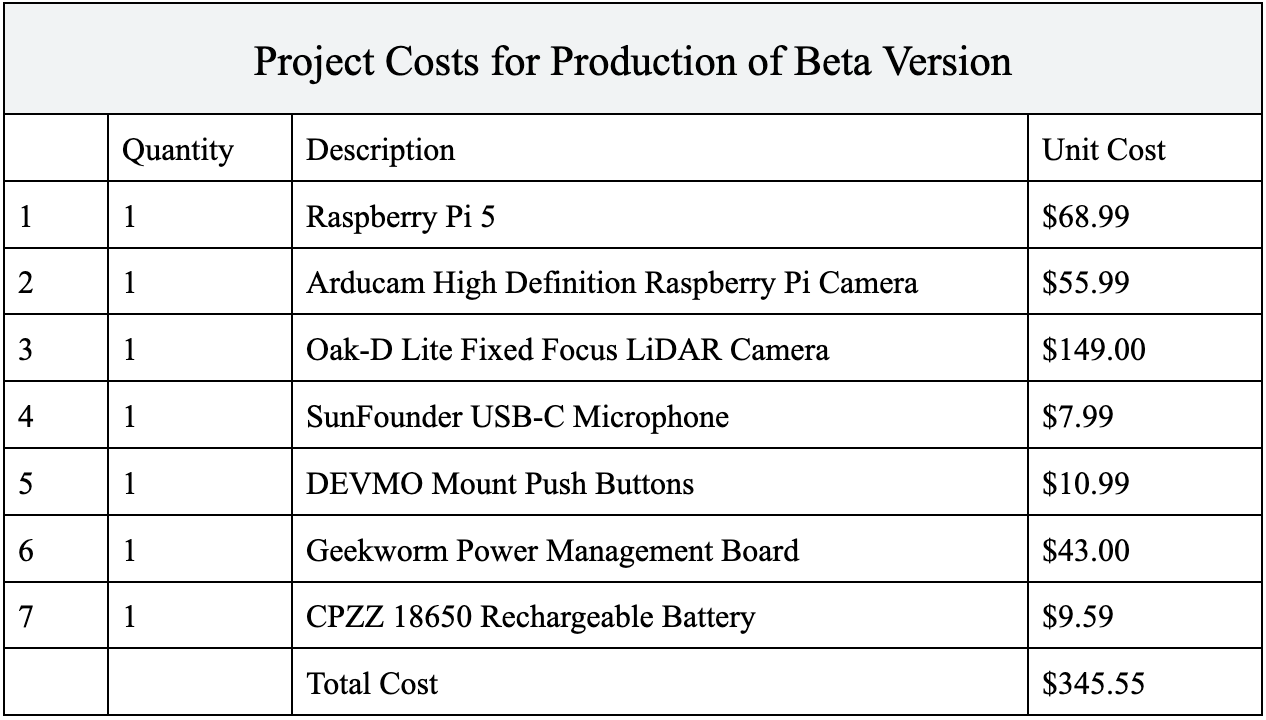 Project Costs for Production of Beta Version
Quantity Description Unit Cost
1 1 Raspberry Pi 5 $68.99
2 1 Arducam High Definition Raspberry Pi Camera $55.99
3 1 Oak-D Lite Fixed Focus LiDAR Camera $149.00
4 1 SunFounder USB-C Microphone $7.99
5 1 DEVMO Mount Push Buttons $10.99
6 1 Geekworm Power Management Board $43.00
7 1 CPZZ 18650 Rechargeable Battery $9.59
Total Cost $345.55